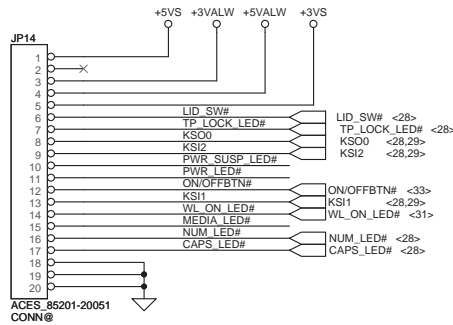 +5VS +3VALW +5VALW +3VS
JP14
1
2
3
4
5
6 LID_SW# LID_SW# <28>
7 TP_LOCK_LED# TP_LOCK_LED# <28>
8 KSO0 KSO0 <28,29>
9 KSI2 KSI2 <28,29>
10 PWR_SUSP_LED#
11 PWR_LED#
12 ON/OFFBTN# ON/OFFBTN# <33>
13 KSI1 KSI1 <28,29>
14 WL_ON_LED# WL_ON_LED# <31>
15 MEDIA_LED#
16 NUM_LED# NUM_LED# <28>
17 CAPS_LED# CAPS_LED# <28>
18
19
20
ACES_85201-20051
CONN@